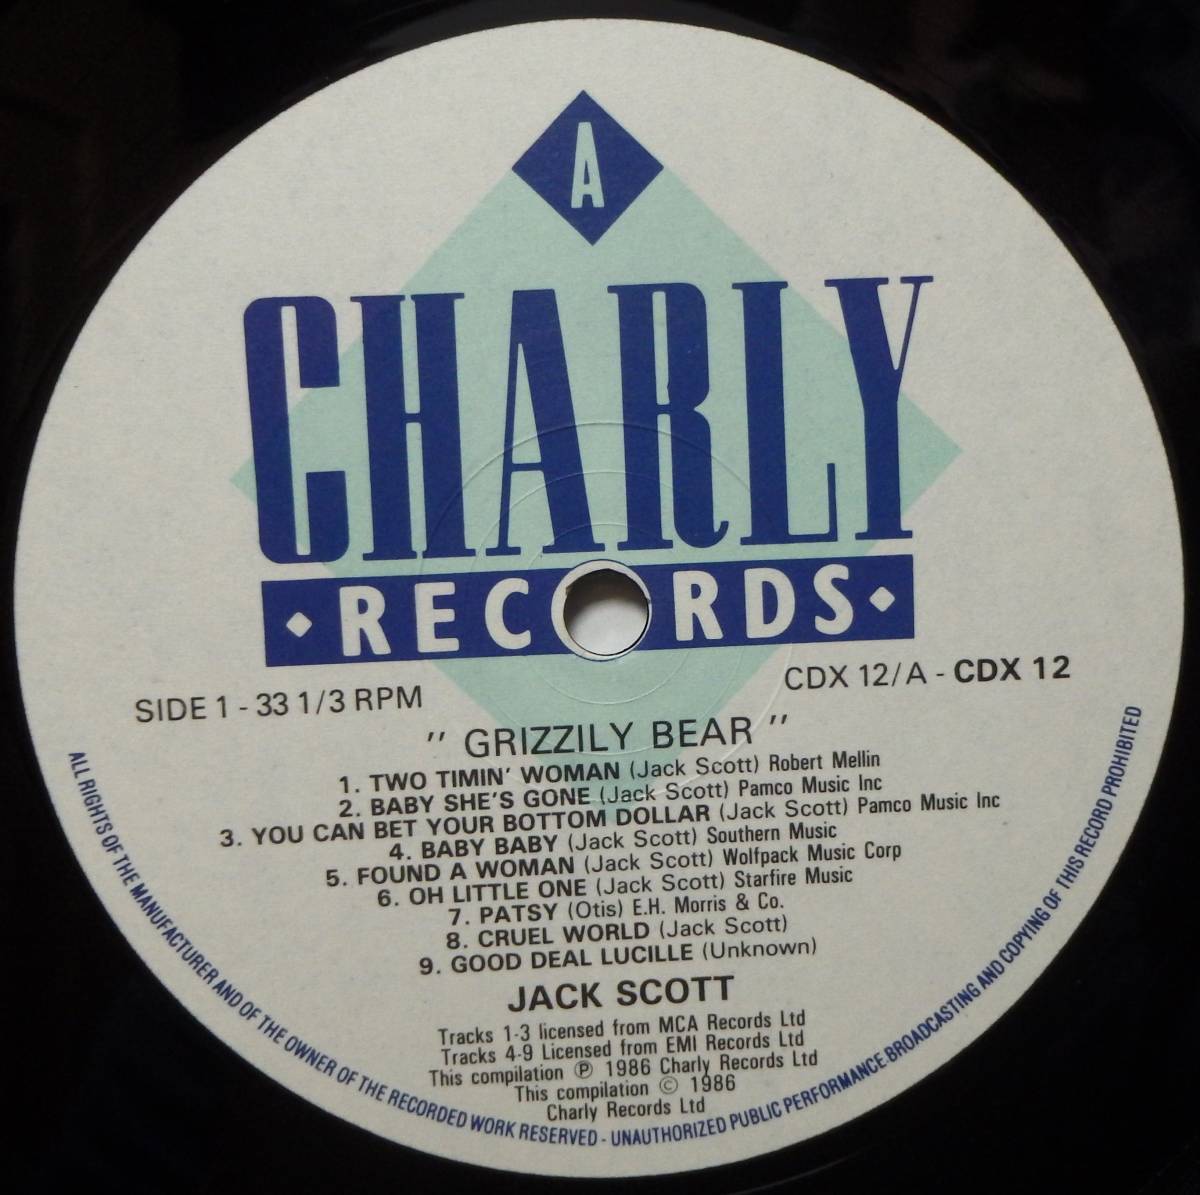 A
CHARLY
• RECORDS •
SIDE 1 - 33 1/3 RPM
CDX 12/A - CDX 12
" GRIZZILY BEAR "
1. TWO TIMIN' WOMAN (Jack Scott) Robert Mellin
2. BABY SHE'S GONE (Jack Scott) Pamco Music Inc
3. YOU CAN BET YOUR BOTTOM DOLLAR (Jack Scott) Pamco Music Inc
4. BABY BABY (Jack Scott) Southern Music
5. FOUND A WOMAN (Jack Scott) Wolfpack Music Corp
6. OH LITTLE ONE (Jack Scott) Starfire Music
7. PATSY (Otis) E.H. Morris & Co.
8. CRUEL WORLD (Jack Scott)
9. GOOD DEAL LUCILLE (Unknown)
JACK SCOTT
Tracks 1-3 licensed from MCA Records Ltd
Tracks 4-9 Licensed from EMI Records Ltd
This compilation ℗ 1986 Charly Records Ltd
This compilation © 1986
Charly Records Ltd
ALL RIGHTS OF THE MANUFACTURER AND OF THE OWNER OF THE RECORDED WORK RESERVED - UNAUTHORIZED PUBLIC PERFORMANCE BROADCASTING AND COPYING OF THIS RECORD PROHIBITED